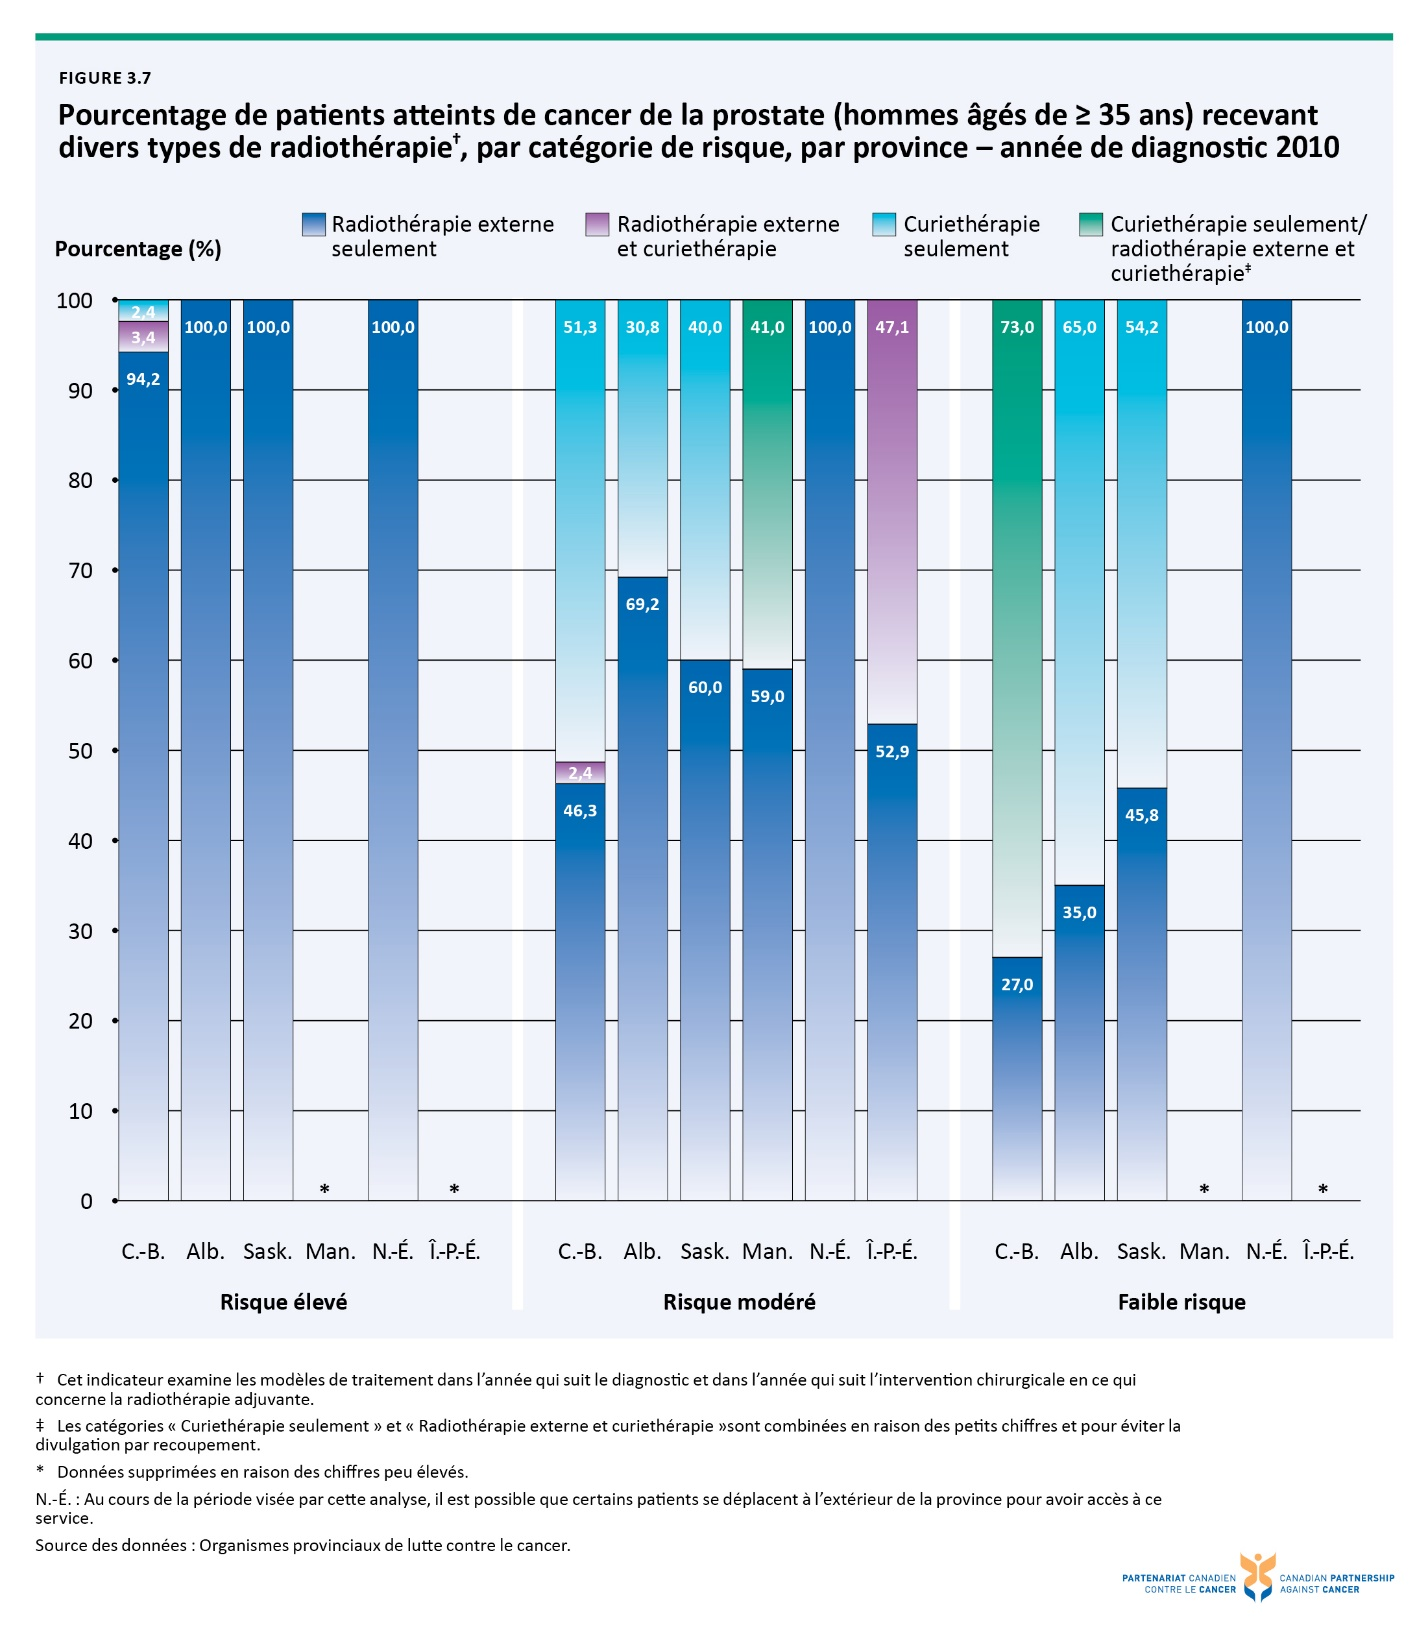 FIGURE 3.7
Pourcentage de patients atteints de cancer de la prostate (hommes âgés de ≥ 35 ans) recevant
divers types de radiothérapie†, par catégorie de risque, par province – année de diagnostic 2010
Pourcentage (%)
Radiothérapie externe
seulement
Radiothérapie externe
et curiethérapie
Curiethérapie
seulement
Curiethérapie seulement/
radiothérapie externe et
curiethérapie‡
100
90
80
70
60
50
40
30
20
10
0
2,4
3,4
94,2
100,0
100,0
*
100,0
*
51,3
2,4
46,3
30,8
69,2
40,0
60,0
41,0
59,0
100,0
47,1
52,9
73,0
27,0
65,0
35,0
54,2
45,8
*
100,0
*
C.-B. Alb. Sask. Man. N.-É. Î.-P.-É.
C.-B. Alb. Sask. Man. N.-É. Î.-P.-É.
C.-B. Alb. Sask. Man. N.-É. Î.-P.-É.
Risque élevé
Risque modéré
Faible risque
† Cet indicateur examine les modèles de traitement dans l’année qui suit le diagnostic et dans l’année qui suit l’intervention chirurgicale en ce qui
concerne la radiothérapie adjuvante.
‡ Les catégories « Curiethérapie seulement » et « Radiothérapie externe et curiethérapie »sont combinées en raison des petits chiffres et pour éviter la
divulgation par recoupement.
* Données supprimées en raison des chiffres peu élevés.
N.-É. : Au cours de la période visée par cette analyse, il est possible que certains patients se déplacent à l’extérieur de la province pour avoir accès à ce
service.
Source des données : Organismes provinciaux de lutte contre le cancer.
PARTENARIAT CANADIEN
CONTRE LE CANCER
CANADIAN PARTNERSHIP
AGAINST CANCER